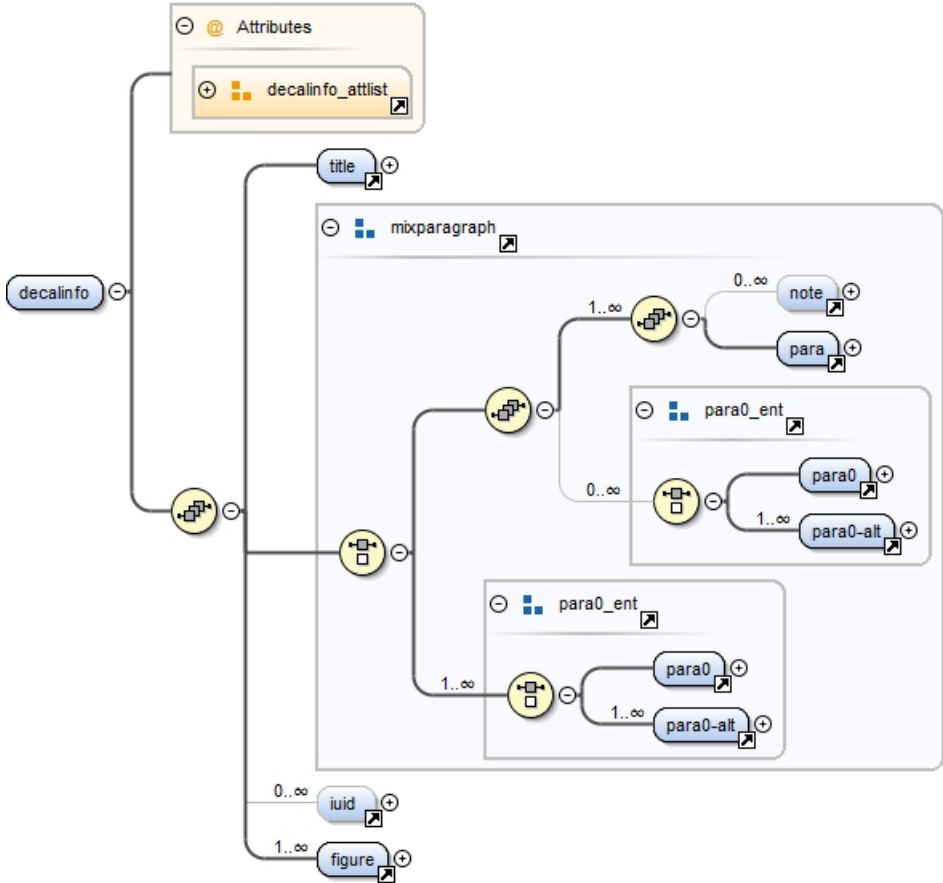 @ Attributes
decalinfo_attlist
title
mixparagraph
decalinfo
0..∞
note
1..∞
para
para0_ent
para0
0..∞
1..∞
para0-alt
para0_ent
para0
1..∞
1..∞
para0-alt
0..∞
iuid
1..∞
figure